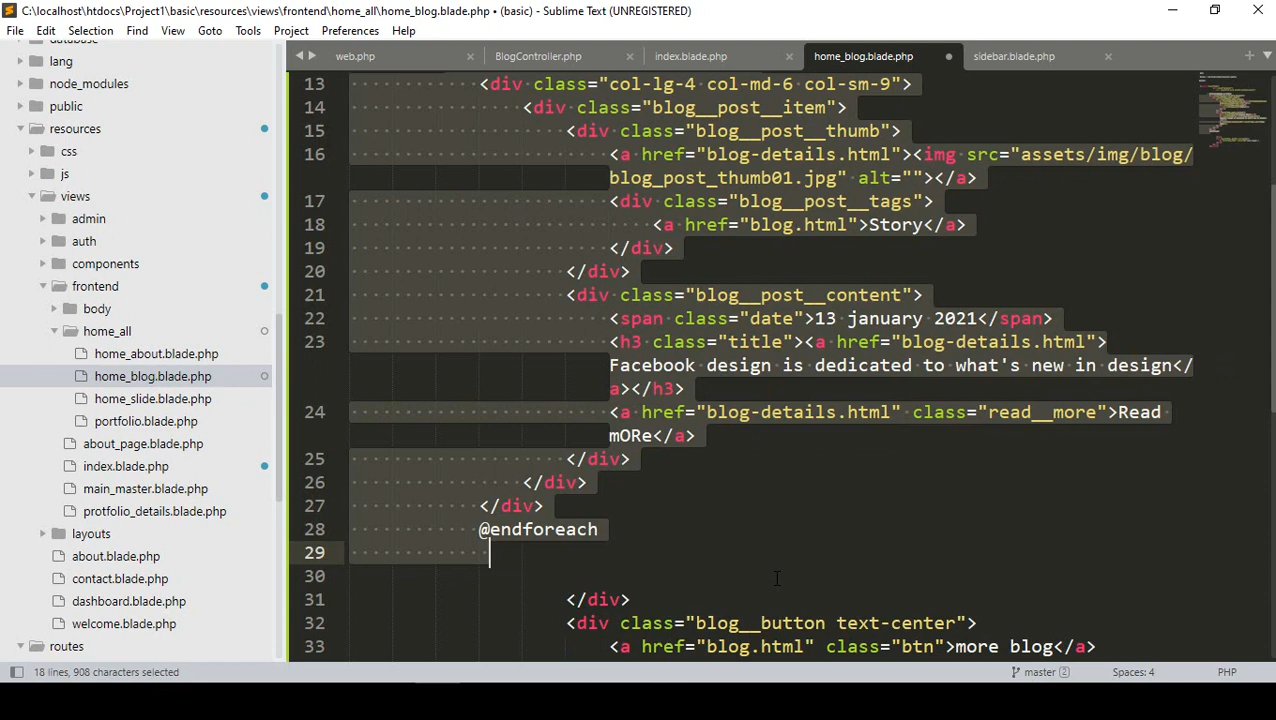 C:\localhost\htdocs\Project1\basic\resources\views\frontend\home_all\home_blog.blade.php • (basic) - Sublime Text (UNREGISTERED)
File Edit Selection Find View Goto Tools Project Preferences Help
web.php BlogController.php index.blade.php home_blog.blade.php sidebar.blade.php
lang
node_modules
public
resources
css
js
views
admin
auth
components
frontend
body
home_all
home_about.blade.php
home_blog.blade.php
home_slide.blade.php
portfolio.blade.php
about_page.blade.php
index.blade.php
main_master.blade.php
protfolio_details.blade.php
layouts
about.blade.php
contact.blade.php
dashboard.blade.php
welcome.blade.php
routes
13 <div class="col-lg-4 col-md-6 col-sm-9">
14 <div class="blog__post__item">
15 <div class="blog__post__thumb">
16 <a href="blog-details.html"><img src="assets/img/blog/
blog_post_thumb01.jpg" alt=""></a>
17 <div class="blog__post__tags">
18 <a href="blog.html">Story</a>
19 </div>
20 </div>
21 <div class="blog__post__content">
22 <span class="date">13 january 2021</span>
23 <h3 class="title"><a href="blog-details.html">
Facebook design is dedicated to what's new in design</
a></h3>
24 <a href="blog-details.html" class="read__more">Read
mORe</a>
25 </div>
26 </div>
27 </div>
28 @endforeach
29
30
31 </div>
32 <div class="blog__button text-center">
33 <a href="blog.html" class="btn">more blog</a>
18 lines, 908 characters selected master 2 Spaces: 4 PHP